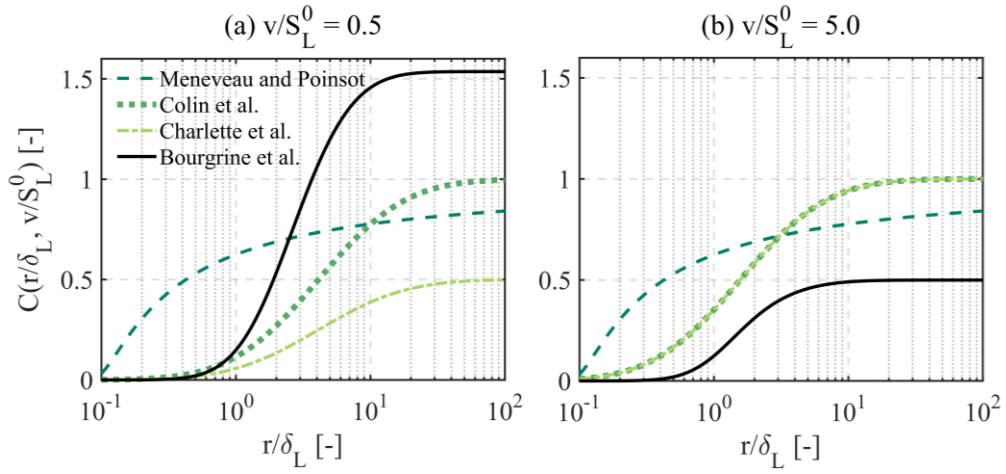 (a) v/S_L^0 = 0.5
(b) v/S_L^0 = 5.0
C(r/δ_L, v/S_L^0) [-]
1.5
1
0.5
0
Meneveau and Poinsot
Colin et al.
Charlette et al.
Bourgrine et al.
10^-1
10^0
10^1
10^2
r/δ_L [-]
1.5
1
0.5
0
10^-1
10^0
10^1
10^2
r/δ_L [-]